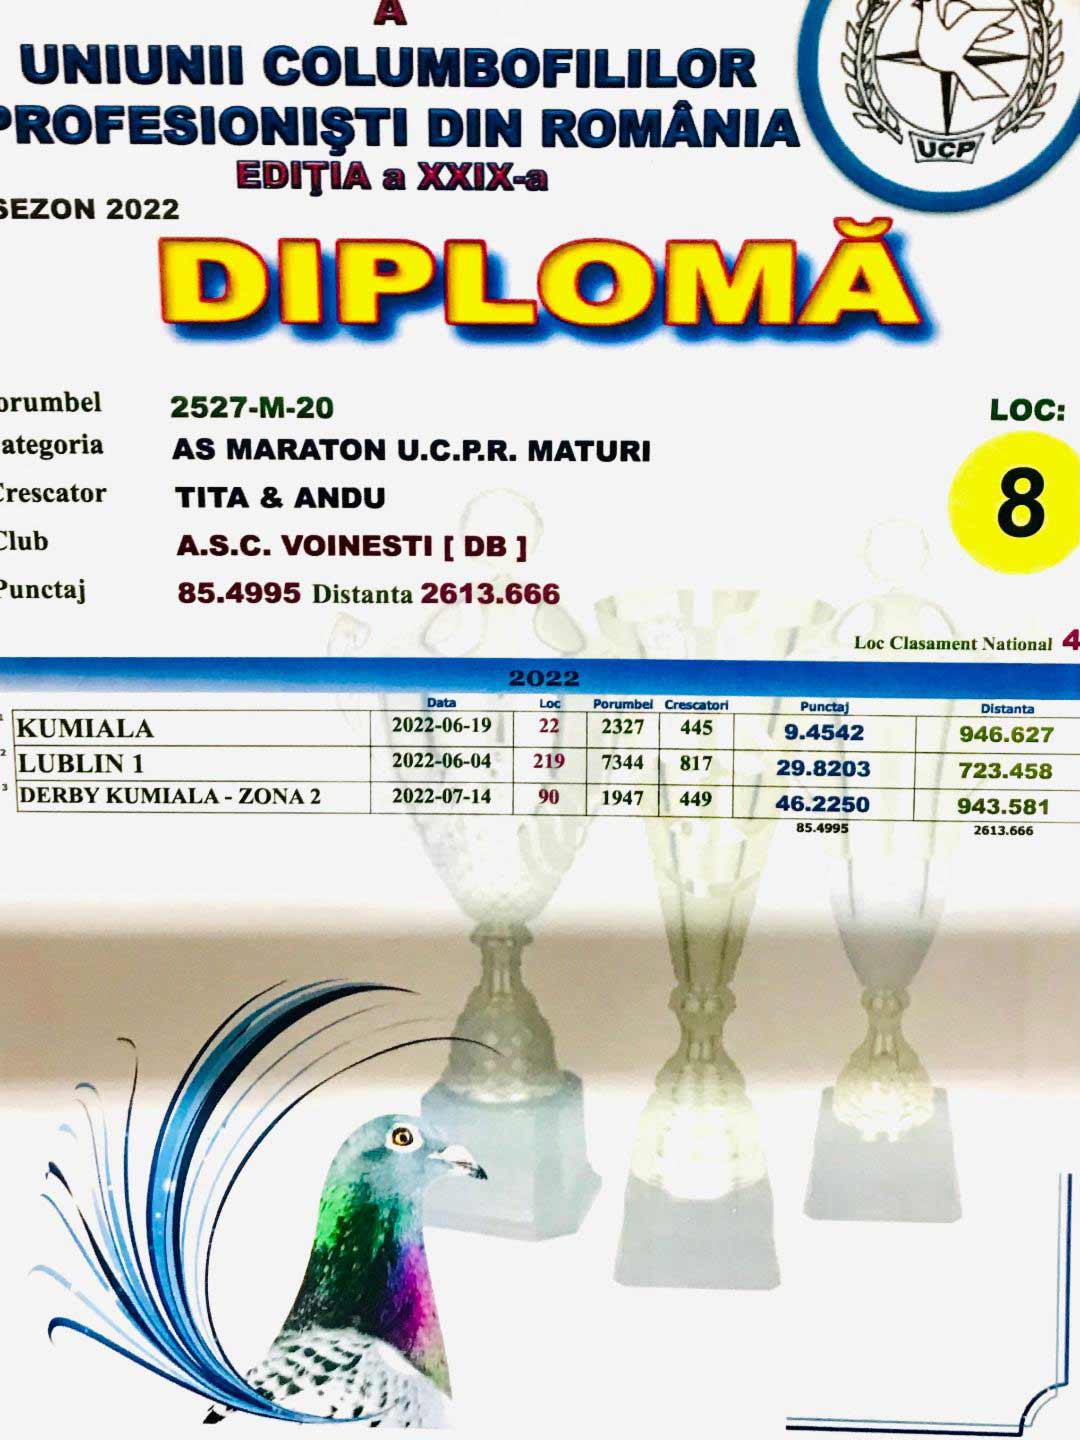 A
UNIUNII COLUMBOFILILOR
PROFESIONIŞTI DIN ROMÂNIA
EDIŢIA a XXIX-a
UCP
SEZON 2022
DIPLOMĂ
orumbel 2527-M-20
LOC:
ategoria AS MARATON U.C.P.R. MATURI
8
Crescator TITA & ANDU
Club A.S.C. VOINESTI [ DB ]
Punctaj 85.4995 Distanta 2613.666
Loc Clasament National 4
2022
Data Loc Porumbei Crescatori Punctaj Distanta
1 KUMIALA 2022-06-19 22 2327 445 9.4542 946.627
2 LUBLIN 1 2022-06-04 219 7344 817 29.8203 723.458
3 DERBY KUMIALA - ZONA 2 2022-07-14 90 1947 449 46.2250 943.581
85.4995 2613.666